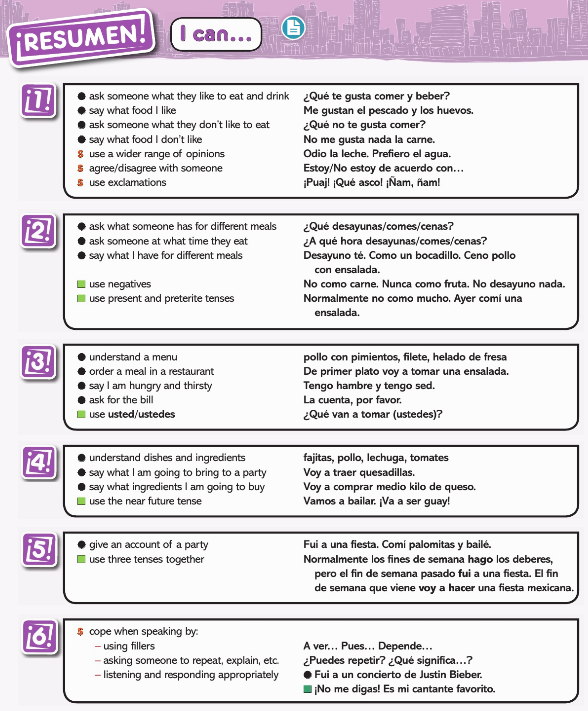 ¡RESUMEN!
I can...
¡1!
ask someone what they like to eat and drink ¿Qué te gusta comer y beber?
say what food I like Me gustan el pescado y los huevos.
ask someone what they don't like to eat ¿Qué no te gusta comer?
say what food I don't like No me gusta nada la carne.
S use a wider range of opinions Odio la leche. Prefiero el agua.
S agree/disagree with someone Estoy/No estoy de acuerdo con…
S use exclamations ¡Puaj! ¡Qué asco! ¡Ñam, ñam!
¡2!
ask what someone has for different meals ¿Qué desayunas/comes/cenas?
ask someone at what time they eat ¿A qué hora desayunas/comes/cenas?
say what I have for different meals Desayuno té. Como un bocadillo. Ceno pollo
con ensalada.
use negatives No como carne. Nunca como fruta. No desayuno nada.
use present and preterite tenses Normalmente no como mucho. Ayer comí una
ensalada.
¡3!
understand a menu pollo con pimientos, filete, helado de fresa
order a meal in a restaurant De primer plato voy a tomar una ensalada.
say I am hungry and thirsty Tengo hambre y tengo sed.
ask for the bill La cuenta, por favor.
use usted/ustedes ¿Qué van a tomar (ustedes)?
¡4!
understand dishes and ingredients fajitas, pollo, lechuga, tomates
say what I am going to bring to a party Voy a traer quesadillas.
say what ingredients I am going to buy Voy a comprar medio kilo de queso.
use the near future tense Vamos a bailar. ¡Va a ser guay!
¡5!
give an account of a party Fui a una fiesta. Comí palomitas y bailé.
use three tenses together Normalmente los fines de semana hago los deberes,
pero el fin de semana pasado fui a una fiesta. El fin
de semana que viene voy a hacer una fiesta mexicana.
¡6!
S cope when speaking by:
– using fillers A ver… Pues… Depende…
– asking someone to repeat, explain, etc. ¿Puedes repetir? ¿Qué significa…?
– listening and responding appropriately Fui a un concierto de Justin Bieber.
¡No me digas! Es mi cantante favorito.